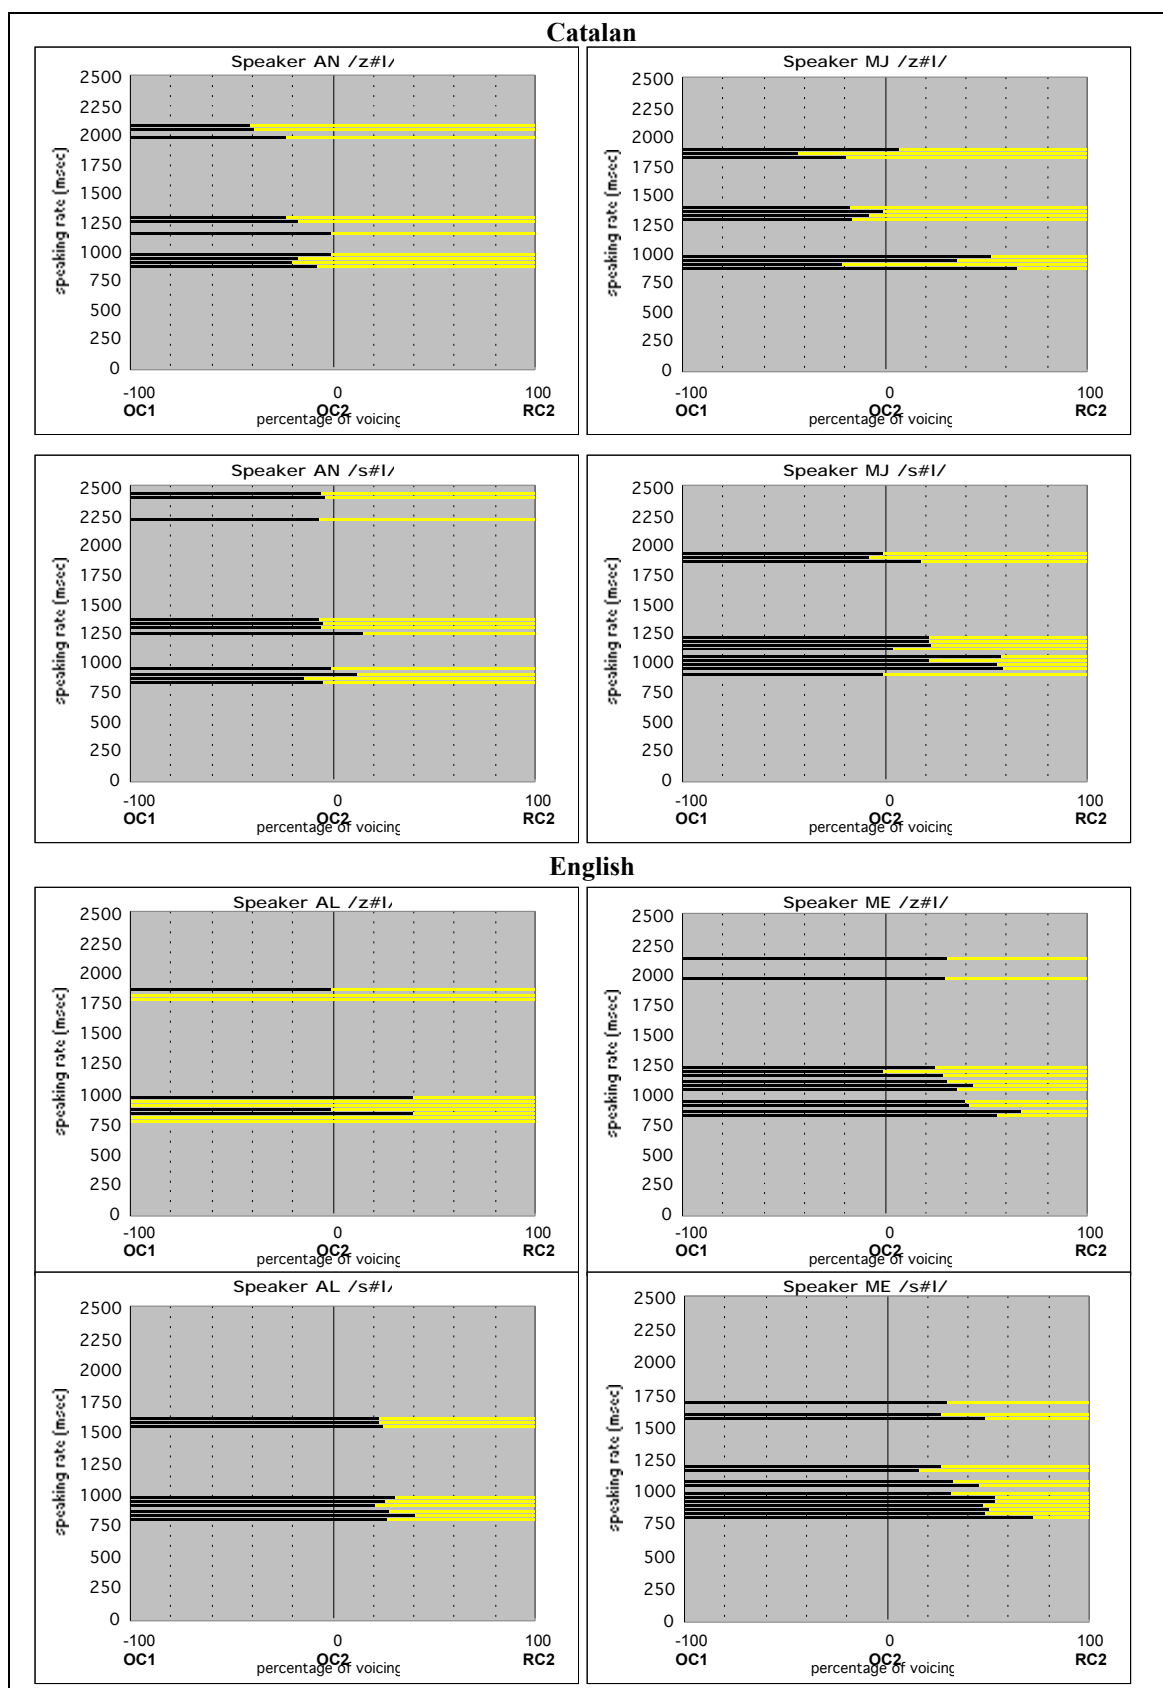 Catalan
Speaker AN /z#l/
speaking rate (msec)
2500
2250
2000
1750
1500
1250
1000
750
500
250
0
-100 0 100
OC1 OC2 RC2
percentage of voicing
Speaker MJ /z#l/
speaking rate (msec)
2500
2250
2000
1750
1500
1250
1000
750
500
250
0
-100 0 100
OC1 OC2 RC2
percentage of voicing
Speaker AN /s#l/
speaking rate (msec)
2500
2250
2000
1750
1500
1250
1000
750
500
250
0
-100 0 100
OC1 OC2 RC2
percentage of voicing
Speaker MJ /s#l/
speaking rate (msec)
2500
2250
2000
1750
1500
1250
1000
750
500
250
0
-100 0 100
OC1 OC2 RC2
percentage of voicing
English
Speaker AL /z#l/
speaking rate (msec)
2500
2250
2000
1750
1500
1250
1000
750
500
250
0
-100 0 100
OC1 OC2 RC2
percentage of voicing
Speaker ME /z#l/
speaking rate (msec)
2500
2250
2000
1750
1500
1250
1000
750
500
250
0
-100 0 100
OC1 OC2 RC2
percentage of voicing
Speaker AL /s#l/
speaking rate (msec)
2500
2250
2000
1750
1500
1250
1000
750
500
250
0
-100 0 100
OC1 OC2 RC2
percentage of voicing
Speaker ME /s#l/
speaking rate (msec)
2500
2250
2000
1750
1500
1250
1000
750
500
250
0
-100 0 100
OC1 OC2 RC2
percentage of voicing